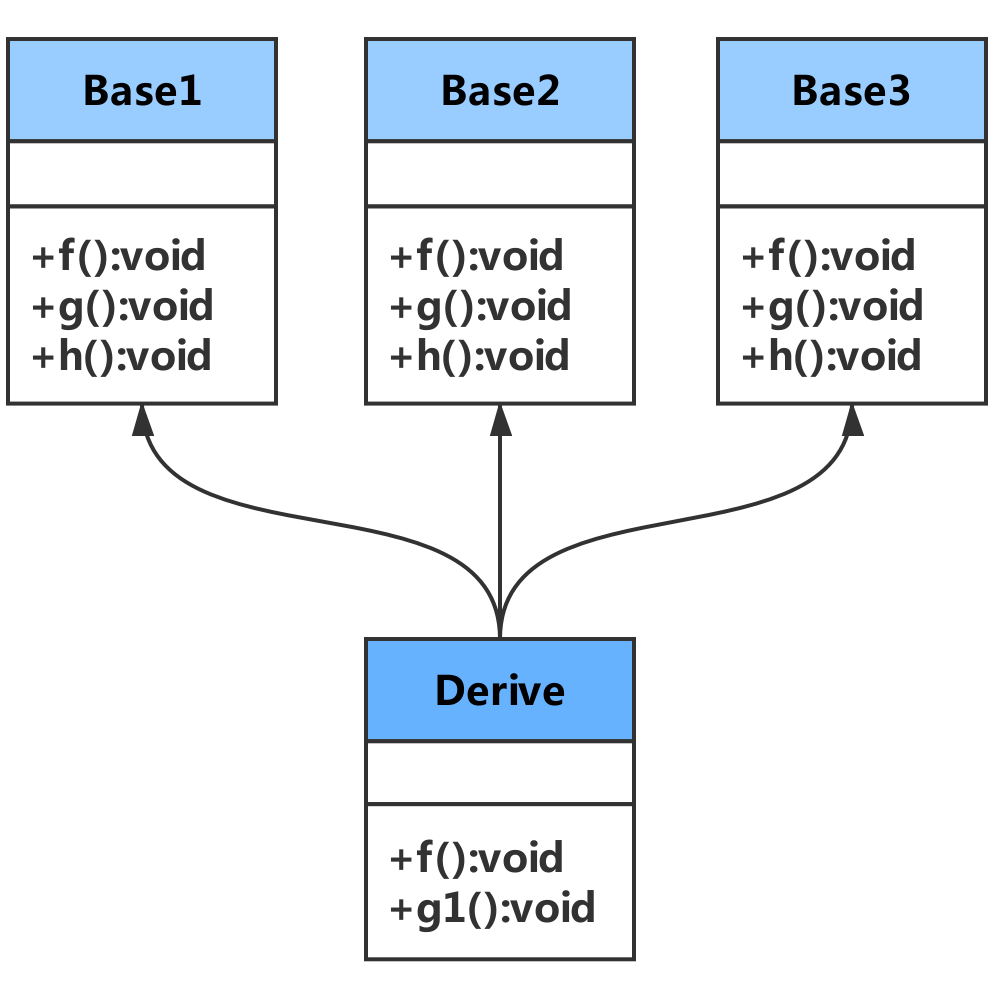 Base1
+f():void
+g():void
+h():void
Base2
+f():void
+g():void
+h():void
Base3
+f():void
+g():void
+h():void
Derive
+f():void
+g1():void